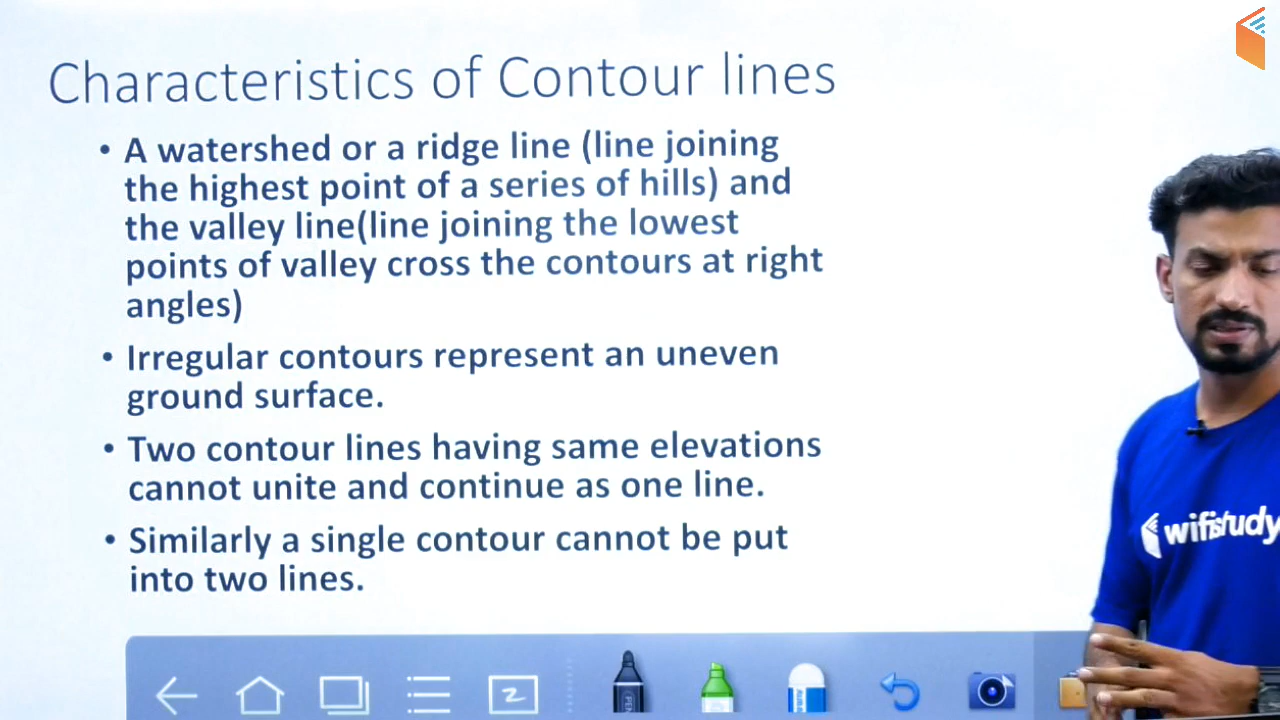 Characteristics of Contour lines
• A watershed or a ridge line (line joining
the highest point of a series of hills) and
the valley line(line joining the lowest
points of valley cross the contours at right
angles)
• Irregular contours represent an uneven
ground surface.
• Two contour lines having same elevations
cannot unite and continue as one line.
• Similarly a single contour cannot be put
into two lines.
wifistudy